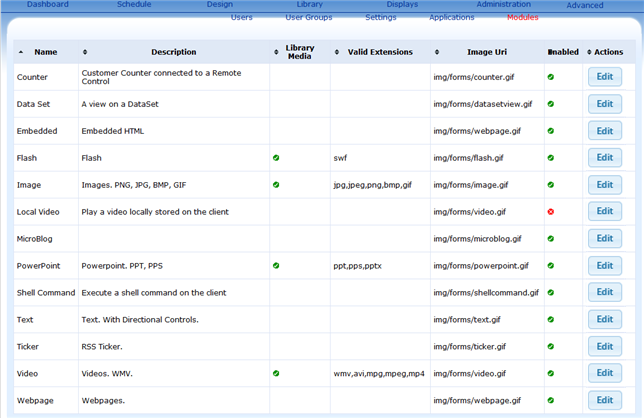 Dashboard Schedule Design Library Displays Administration Advanced
Users User Groups Settings Applications Modules
Name Description Library Media Valid Extensions Image Uri Enabled Actions
Counter Customer Counter connected to a Remote Control img/forms/counter.gif Edit
Data Set A view on a DataSet img/forms/datasetview.gif Edit
Embedded Embedded HTML img/forms/webpage.gif Edit
Flash Flash swf img/forms/flash.gif Edit
Image Images. PNG, JPG, BMP, GIF jpg,jpeg,png,bmp,gif img/forms/image.gif Edit
Local Video Play a video locally stored on the client img/forms/video.gif Edit
MicroBlog img/forms/microblog.gif Edit
PowerPoint Powerpoint. PPT, PPS ppt,pps,pptx img/forms/powerpoint.gif Edit
Shell Command Execute a shell command on the client img/forms/shellcommand.gif Edit
Text Text. With Directional Controls. img/forms/text.gif Edit
Ticker RSS Ticker. img/forms/ticker.gif Edit
Video Videos. WMV. wmv,avi,mpg,mpeg,mp4 img/forms/video.gif Edit
Webpage Webpages. img/forms/webpage.gif Edit